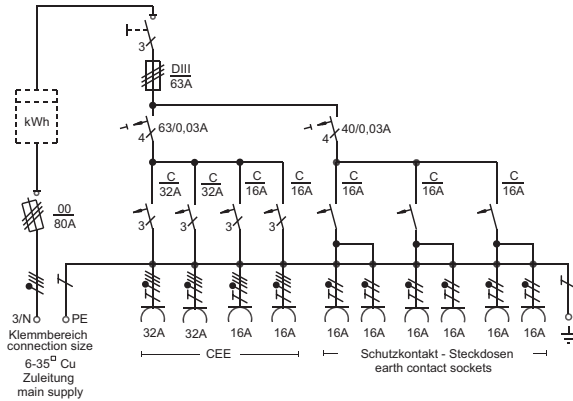 3
DIII
63A
kWh
63/0,03A
4
40/0,03A
4
C
32A
C
32A
C
16A
C
16A
C
16A
C
16A
C
16A
00
80A
3
3
3
3
3/N
PE
32A
32A
16A
16A
16A
16A
16A
16A
16A
16A
Klemmbereich
connection size
6-35□ Cu
Zuleitung
main supply
CEE
Schutzkontakt - Steckdosen
earth contact sockets